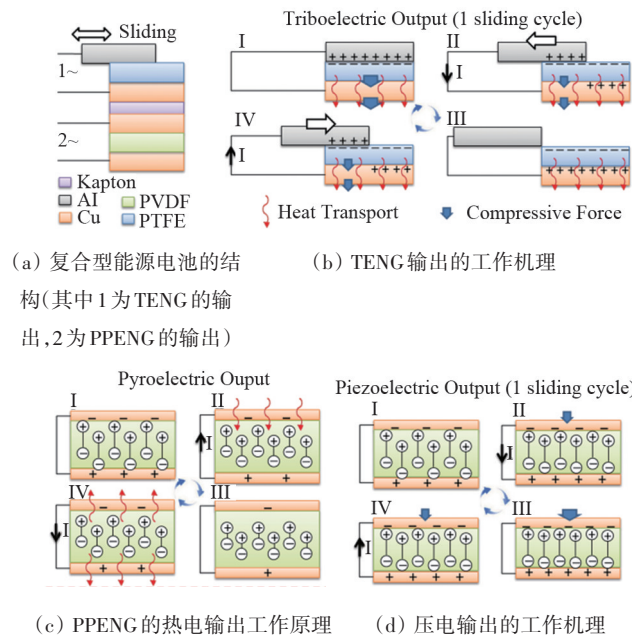 Sliding
1~
2~
Kapton
Al
PVDF
Cu
PTFE
(a) 复合型能源电池的结
构(其中1为TENG的输
出,2为PPENG的输出)
Triboelectric Output (1 sliding cycle)
I
II
I
IV
III
I
Heat Transport
Compressive Force
(b) TENG输出的工作机理
Pyroelectric Ouput
I
II
I
IV
III
I
(c) PPENG的热电输出工作原理
Piezoelectric Output (1 sliding cycle)
I
II
I
IV
III
I
(d) 压电输出的工作机理